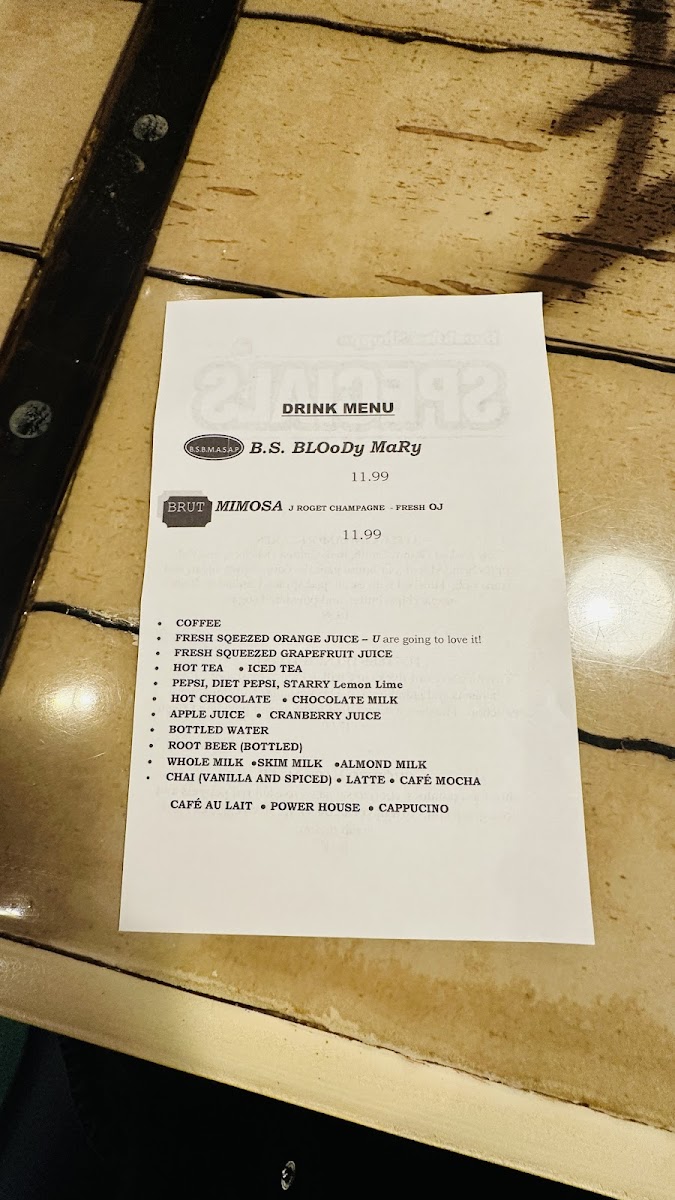 Shoppe
SPECIALS
DRINK MENU
B.S.B.M.A.S.A.P B.S. BLOoDy MaRy
11.99
BRUT MIMOSA J ROGET CHAMPAGNE - FRESH OJ
11.99
• COFFEE
• FRESH SQEEZED ORANGE JUICE – U are going to love it!
• FRESH SQUEEZED GRAPEFRUIT JUICE
• HOT TEA • ICED TEA
• PEPSI, DIET PEPSI, STARRY Lemon Lime
• HOT CHOCOLATE • CHOCOLATE MILK
• APPLE JUICE • CRANBERRY JUICE
• BOTTLED WATER
• ROOT BEER (BOTTLED)
• WHOLE MILK • SKIM MILK • ALMOND MILK
• CHAI (VANILLA AND SPICED) • LATTE • CAFÉ MOCHA
CAFÉ AU LAIT • POWER HOUSE • CAPPUCINO